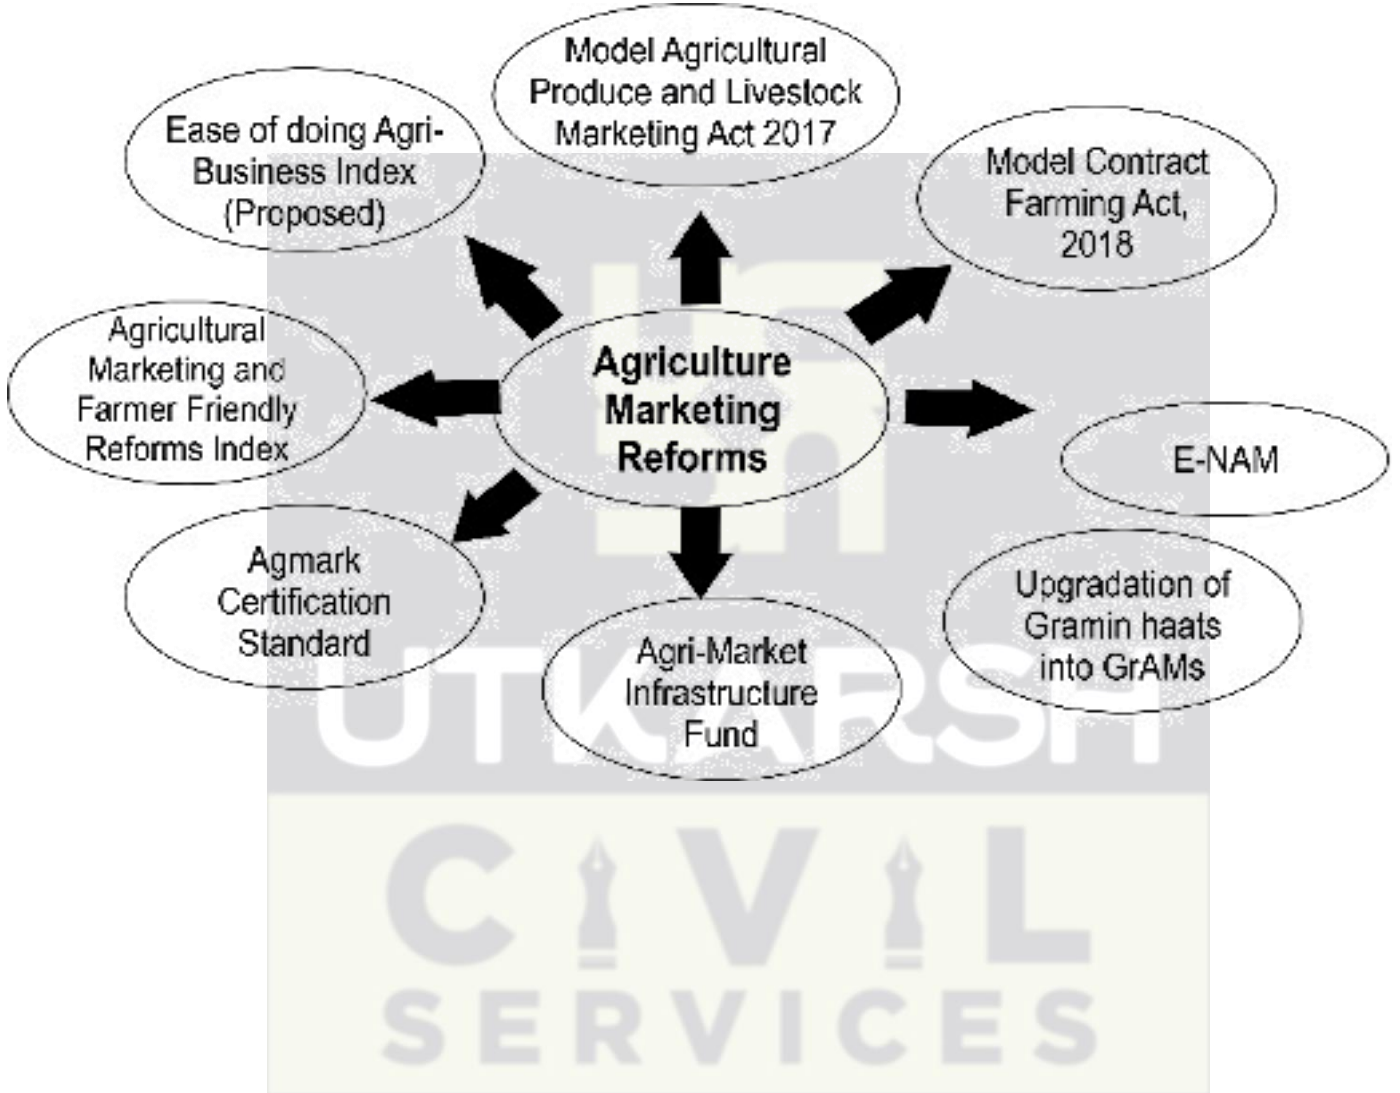 Model Agricultural
Produce and Livestock
Marketing Act 2017
Ease of doing Agri-
Business Index
(Proposed)
Model Contract
Farming Act,
2018
Agricultural
Marketing and
Farmer Friendly
Reforms Index
Agriculture
Marketing
Reforms
E-NAM
Agmark
Certification
Standard
Agri-Market
Infrastructure
Fund
Upgradation of
Gramin haats
into GrAMs
UTKARSH
CIVIL
SERVICES